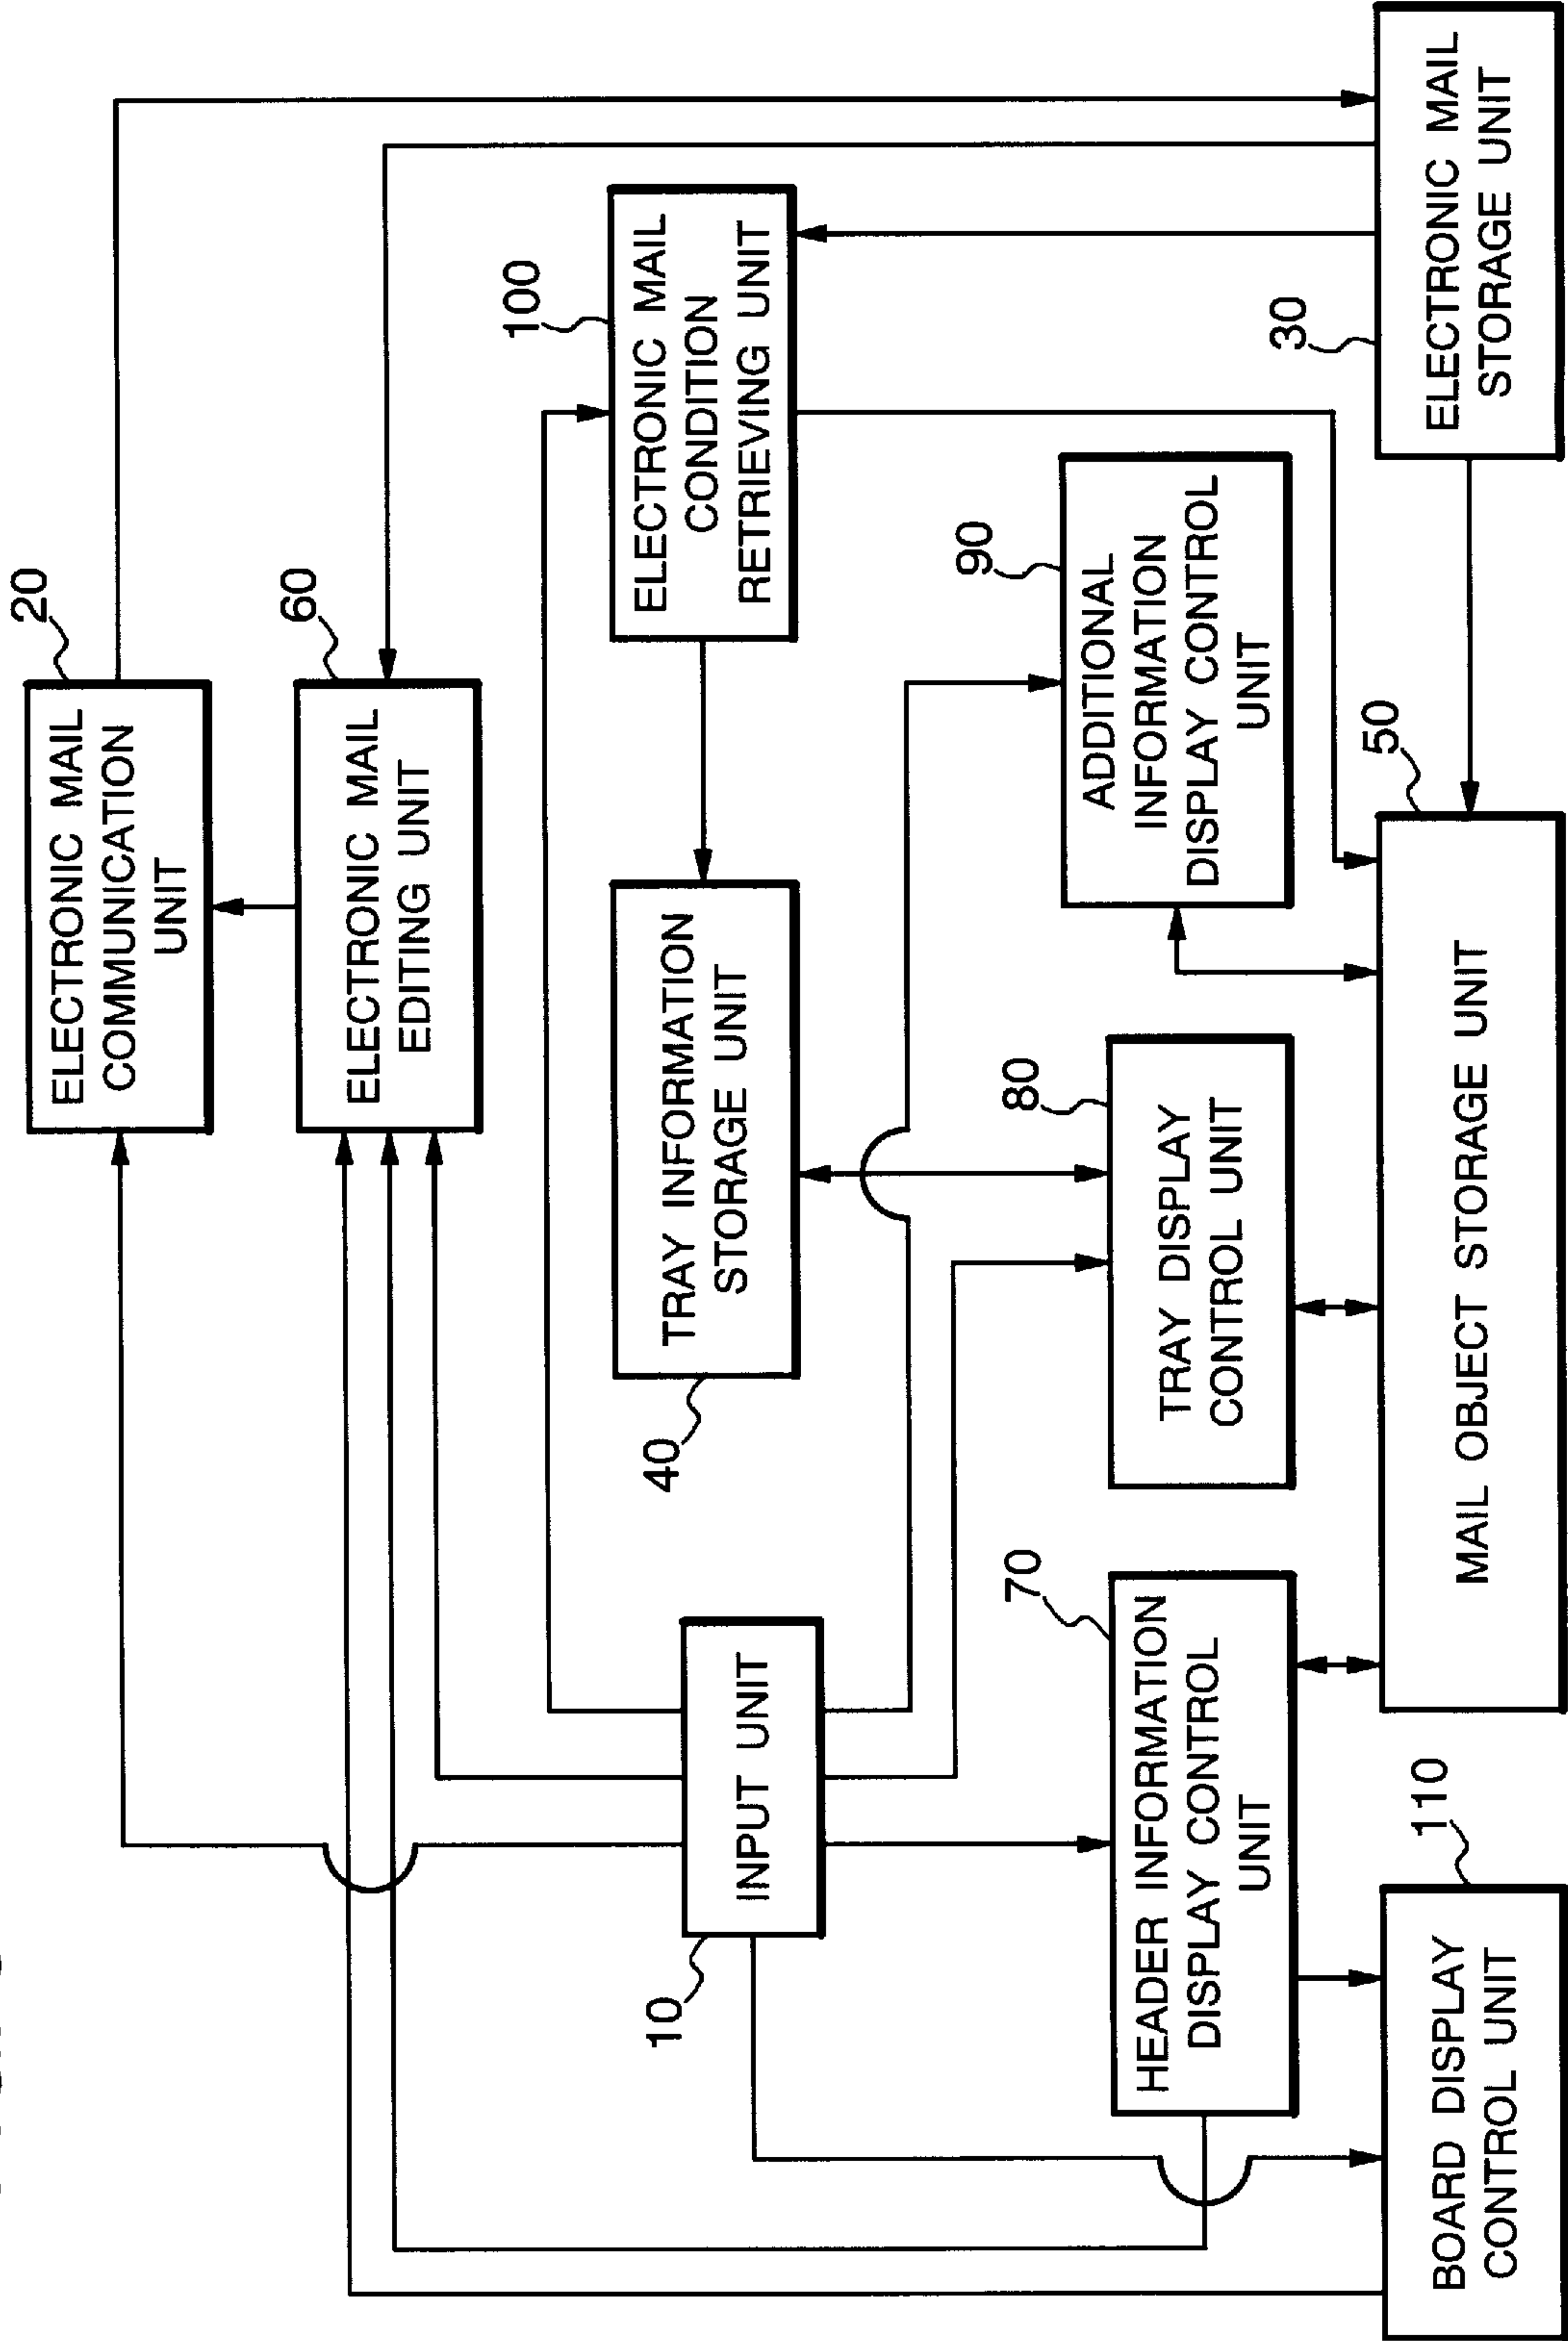 20
ELECTRONIC MAIL
COMMUNICATION
UNIT
60
ELECTRONIC MAIL
EDITING UNIT
100
ELECTRONIC MAIL
CONDITION
RETRIEVING UNIT
TRAY INFORMATION
STORAGE UNIT
40
INPUT UNIT
10
90
ADDITIONAL
INFORMATION
DISPLAY CONTROL
UNIT
80
TRAY DISPLAY
CONTROL UNIT
70
HEADER INFORMATION
DISPLAY CONTROL
UNIT
30
ELECTRONIC MAIL
STORAGE UNIT
50
MAIL OBJECT STORAGE UNIT
110
BOARD DISPLAY
CONTROL UNIT